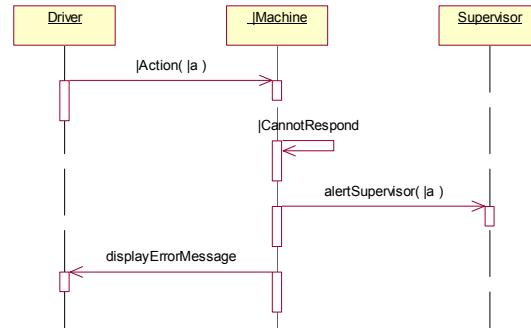 Driver
|Machine
Supervisor
|Action( |a )
|CannotRespond
alertSupervisor( |a )
displayErrorMessage